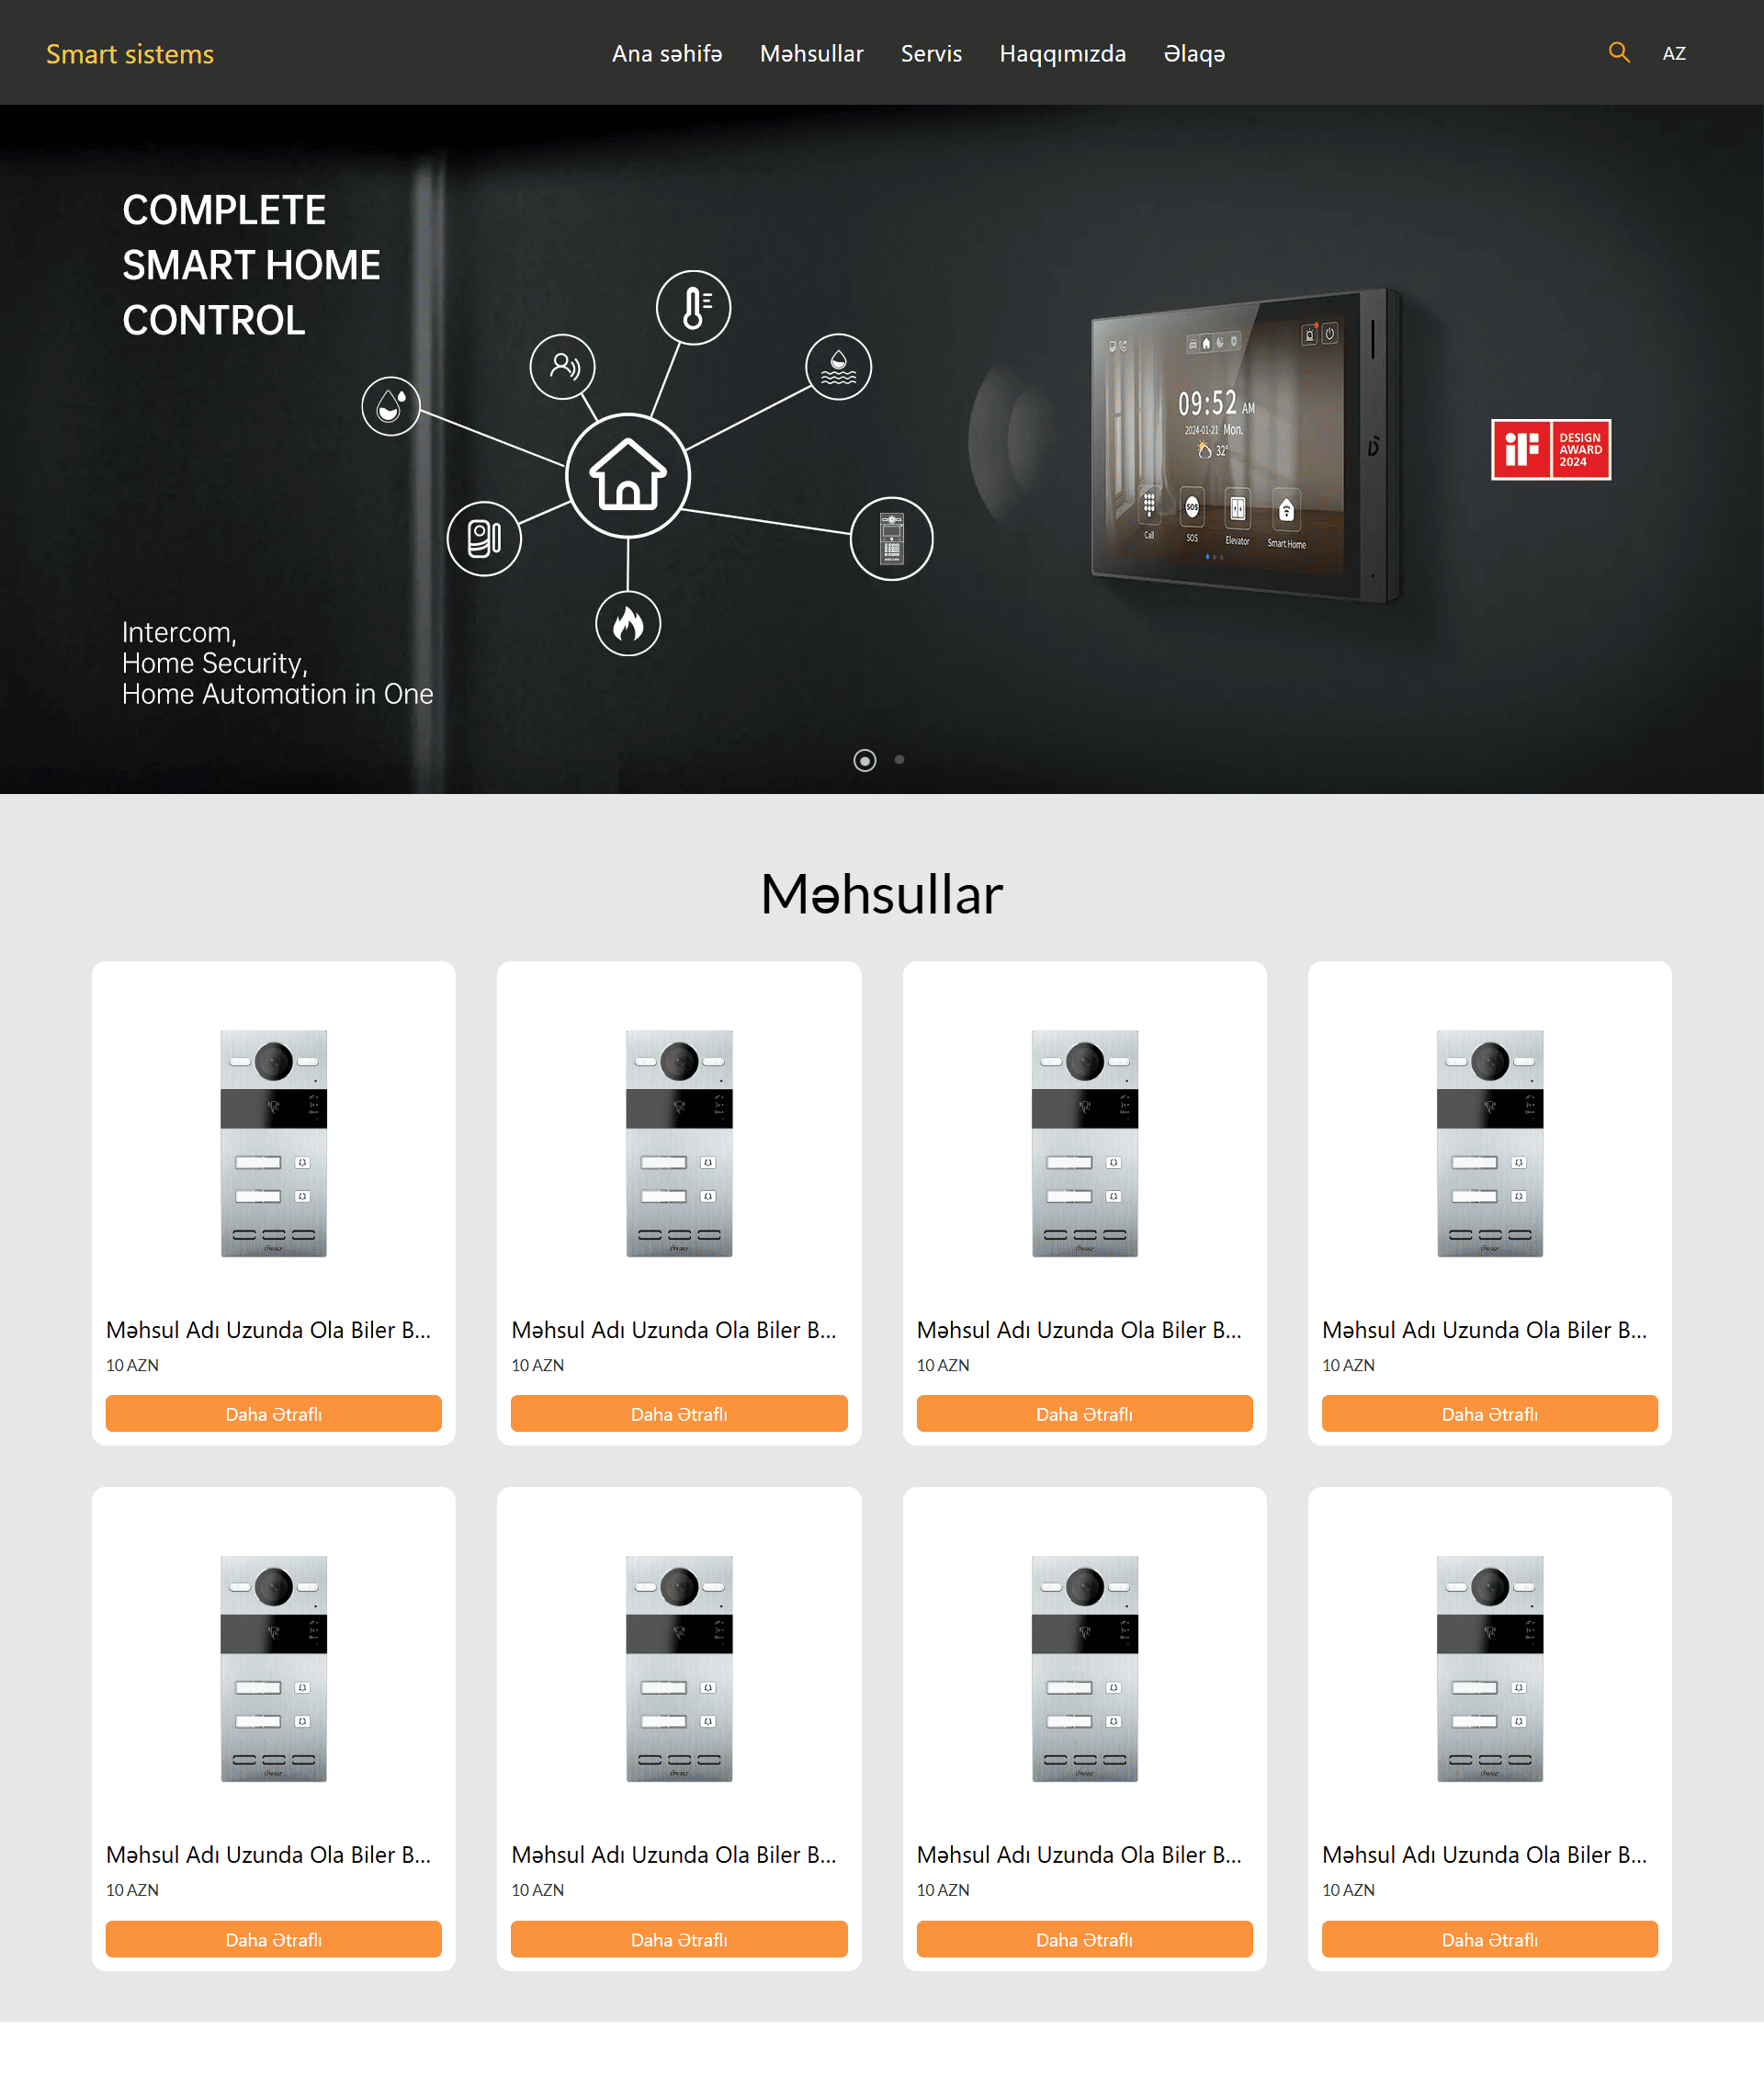 Smart sistems
Ana səhifə Məhsullar Servis Haqqımızda Əlaqə
AZ
COMPLETE
SMART HOME
CONTROL
09:52 AM
2024-01-21 Mon.
32°
SOS
Call SOS Elevator Smart Home
iF DESIGN
AWARD
2024
Intercom,
Home Security,
Home Automation in One
Məhsullar
Məhsul Adı Uzunda Ola Biler B...
10 AZN
Daha Ətraflı
Məhsul Adı Uzunda Ola Biler B...
10 AZN
Daha Ətraflı
Məhsul Adı Uzunda Ola Biler B...
10 AZN
Daha Ətraflı
Məhsul Adı Uzunda Ola Biler B...
10 AZN
Daha Ətraflı
Məhsul Adı Uzunda Ola Biler B...
10 AZN
Daha Ətraflı
Məhsul Adı Uzunda Ola Biler B...
10 AZN
Daha Ətraflı
Məhsul Adı Uzunda Ola Biler B...
10 AZN
Daha Ətraflı
Məhsul Adı Uzunda Ola Biler B...
10 AZN
Daha Ətraflı